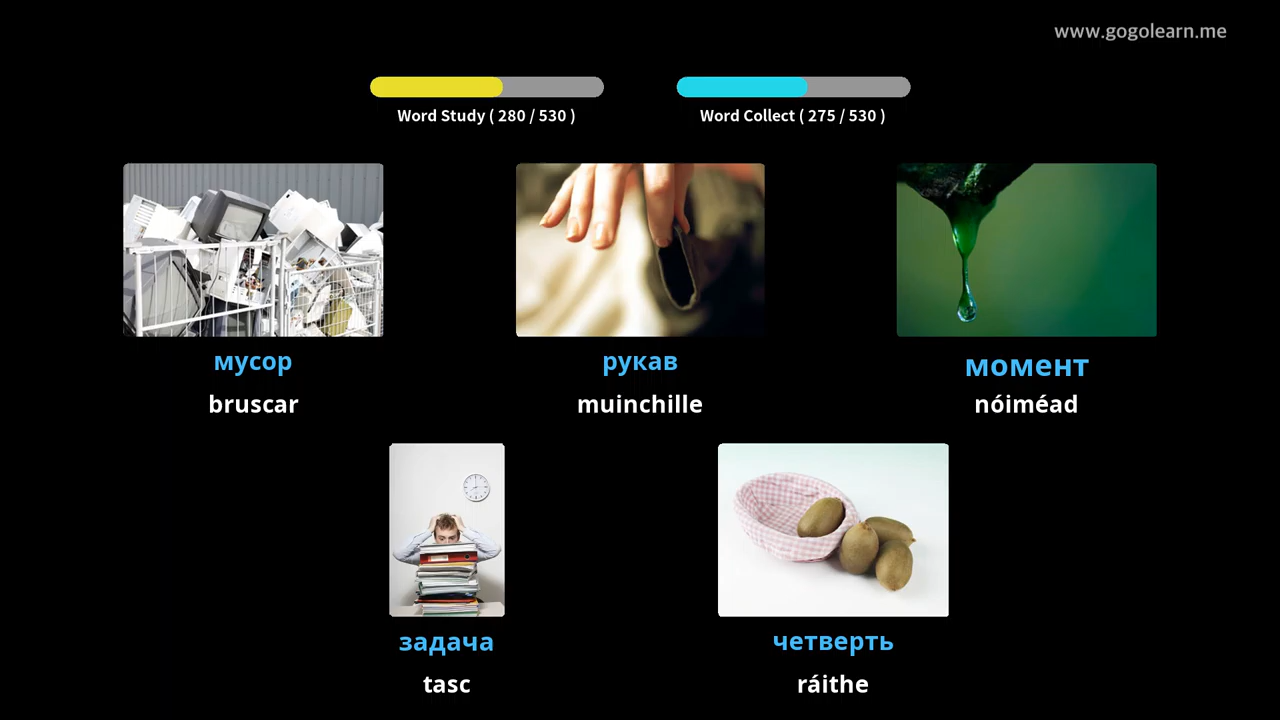 www.gogolearn.me
Word Study ( 280 / 530 )
Word Collect ( 275 / 530 )
мусор
рукав
момент
bruscar
muinchille
nóiméad
задача
четверть
tasc
ráithe